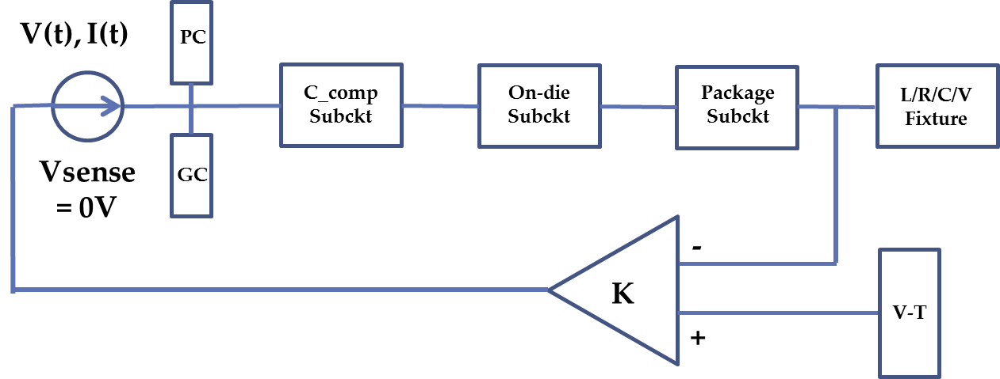 V(t), I(t)
PC
C_comp
Subckt
On-die
Subckt
Package
Subckt
L/R/C/V
Fixture
Vsense
= 0V
GC
-
K
V-T
+